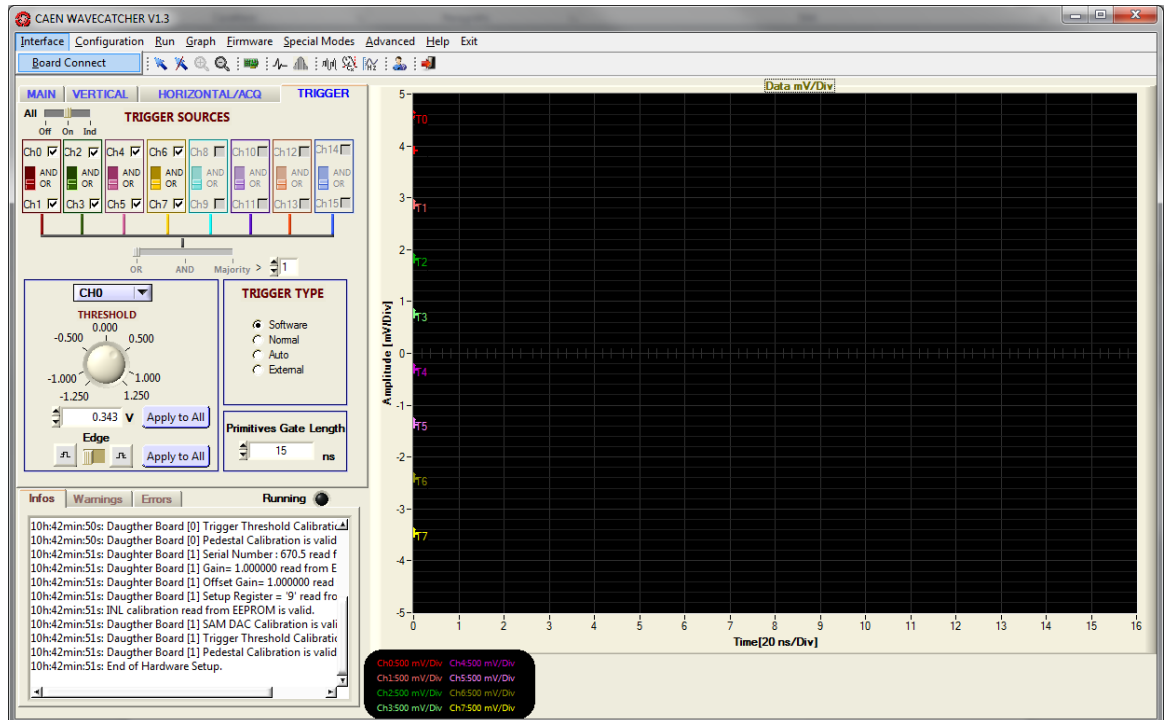 CAEN WAVECATCHER V1.3
Interface Configuration Run Graph Firmware Special Modes Advanced Help Exit
Board Connect
MAIN VERTICAL HORIZONTAL/ACQ TRIGGER
All
Off On Ind
TRIGGER SOURCES
Ch0 Ch2 Ch4 Ch6 Ch8 Ch10 Ch12 Ch14
AND AND AND AND AND AND AND AND
OR OR OR OR OR OR OR OR
Ch1 Ch3 Ch5 Ch7 Ch9 Ch11 Ch13 Ch15
OR AND Majority > 1
CH0
THRESHOLD
0.000
-0.500 0.500
-1.000 1.000
-1.250 1.250
0.343 V Apply to All
Edge
Apply to All
TRIGGER TYPE
Software
Normal
Auto
External
Primitives Gate Length
15 ns
Infos Warnings Errors Running
10h:42min:50s: Daugther Board [0] Trigger Threshold Calibratic
10h:42min:50s: Daugther Board [0] Pedestal Calibration is valid
10h:42min:51s: Daughter Board [1] Serial Number : 670.5 read f
10h:42min:51s: Daughter Board [1] Gain= 1.000000 read from E
10h:42min:51s: Daughter Board [1] Offset Gain= 1.000000 read
10h:42min:51s: Daughter Board [1] Setup Register = '9' read fro
10h:42min:51s: INL calibration read from EEPROM is valid.
10h:42min:51s: Daugther Board [1] SAM DAC Calibration is vali
10h:42min:51s: Daugther Board [1] Trigger Threshold Calibratic
10h:42min:51s: Daugther Board [1] Pedestal Calibration is valid
10h:42min:51s: End of Hardware Setup.
Data mV/Div
Amplitude [mV/Div]
5
4
3
2
1
0
-1
-2
-3
-4
-5
T0
T1
T2
T3
T4
T5
T6
T7
0 1 2 3 4 5 6 7 8 9 10 11 12 13 14 15 16
Time[20 ns/Div]
Ch0:500 mV/Div Ch4:500 mV/Div
Ch1:500 mV/Div Ch5:500 mV/Div
Ch2:500 mV/Div Ch6:500 mV/Div
Ch3:500 mV/Div Ch7:500 mV/Div